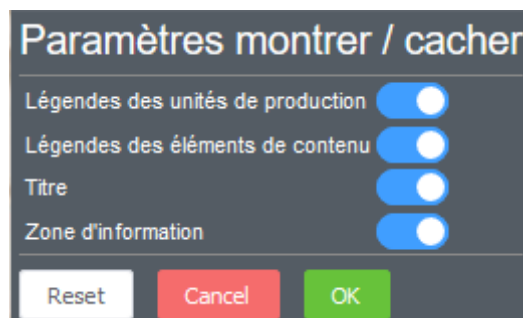 Paramètres montrer / cacher
Légendes des unités de production
Légendes des éléments de contenu
Titre
Zone d'information
Reset Cancel OK